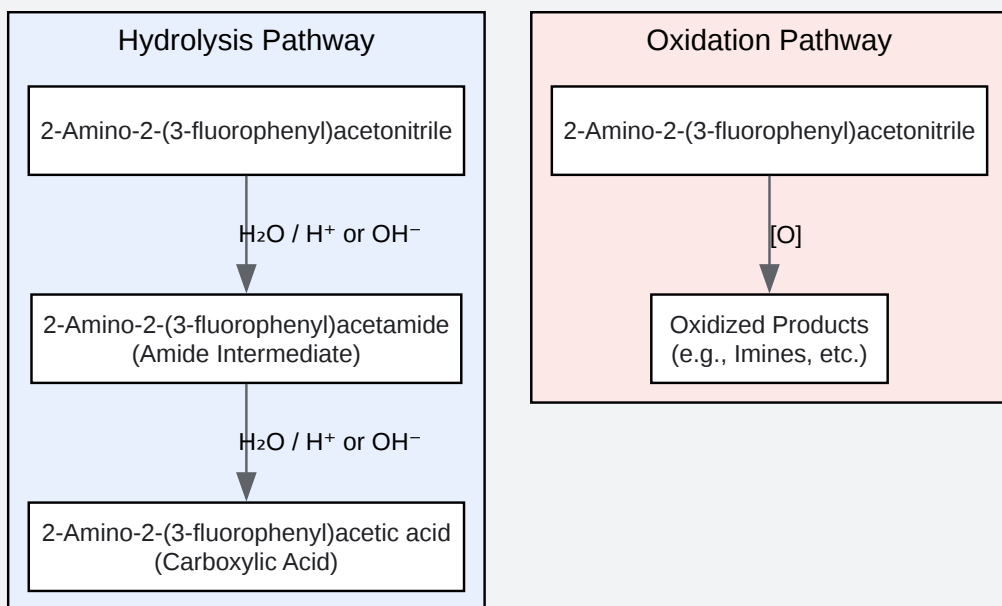 Hydrolysis Pathway
2-Amino-2-(3-fluorophenyl)acetonitrile
H₂O / H⁺ or OH⁻
2-Amino-2-(3-fluorophenyl)acetamide
(Amide Intermediate)
H₂O / H⁺ or OH⁻
2-Amino-2-(3-fluorophenyl)acetic acid
(Carboxylic Acid)
Oxidation Pathway
2-Amino-2-(3-fluorophenyl)acetonitrile
[O]
Oxidized Products
(e.g., Imines, etc.)